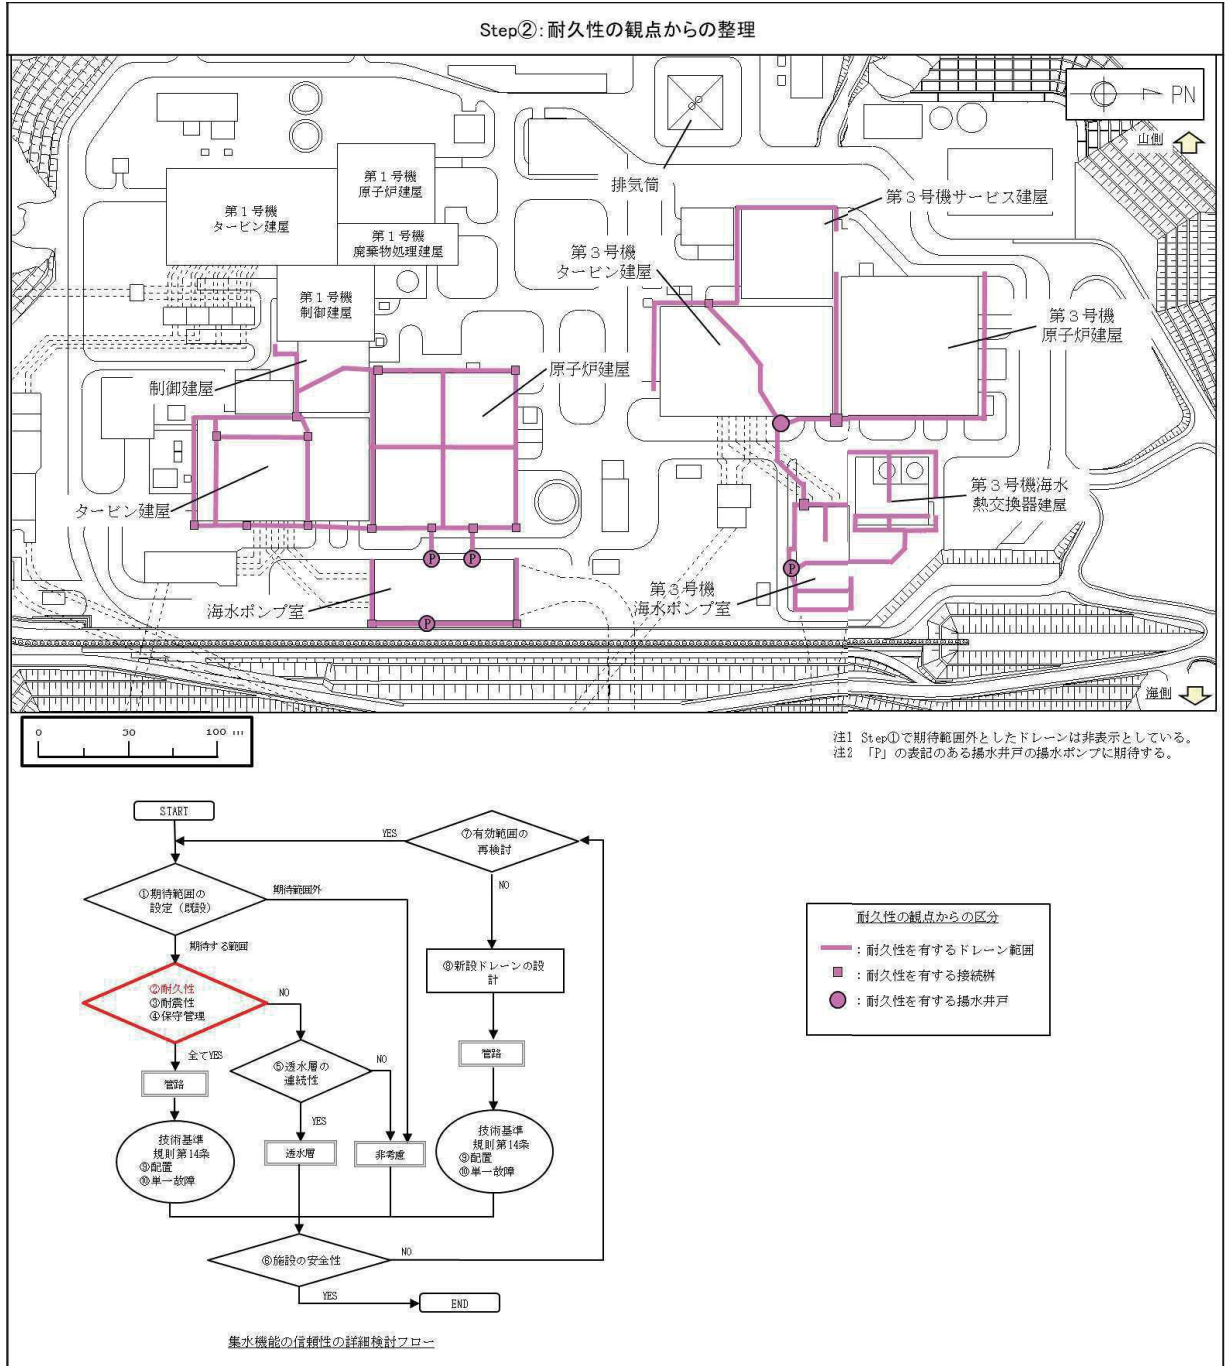 Step②:耐久性の観点からの整理
PN
山側
排気筒
第1号機
原子炉建屋
第1号機
タービン建屋
第1号機
廃棄物処理建屋
第1号機
制御建屋
第3号機サービス建屋
第3号機
タービン建屋
第3号機
原子炉建屋
原子炉建屋
制御建屋
タービン建屋
第3号機海水
熱交換器建屋
P
P
P
第3号機
海水ポンプ室
海水ポンプ室
P
海側
0 50 100 m
注1 Step①で期待範囲外としたドレーンは非表示としている。
注2 「P」の表記のある揚水井戸の揚水ポンプに期待する。
START
YES
⑦有効範囲の
再検討
NO
①期待範囲の
設定(既設)
期待範囲外
期待する範囲
②耐久性
③耐震性
④保守管理
NO
全てYES
⑧新設ドレーンの設
計
管路
⑤透水層の
連続性
NO
YES
管路
技術基準
規則第14条
⑨配置
⑩単一故障
透水層
非考慮
技術基準
規則第14条
⑨配置
⑩単一故障
⑥施設の安全性
NO
YES
END
集水機能の信頼性の詳細検討フロー
耐久性の観点からの区分
:耐久性を有するドレーン範囲
:耐久性を有する接続桝
:耐久性を有する揚水井戸